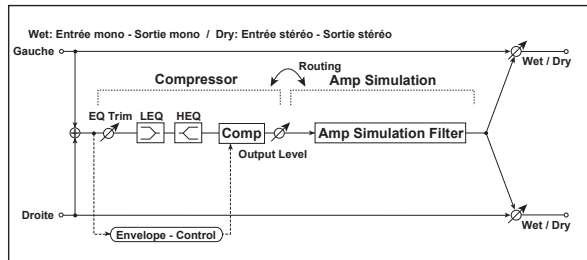 Wet: Entrée mono - Sortie mono / Dry: Entrée stéréo - Sortie stéréo
Gauche
Wet / Dry
Routing
Compressor
Amp Simulation
EQ Trim
LEQ
HEQ
Comp
Output Level
Amp Simulation Filter
Droite
Wet / Dry
Envelope - Control